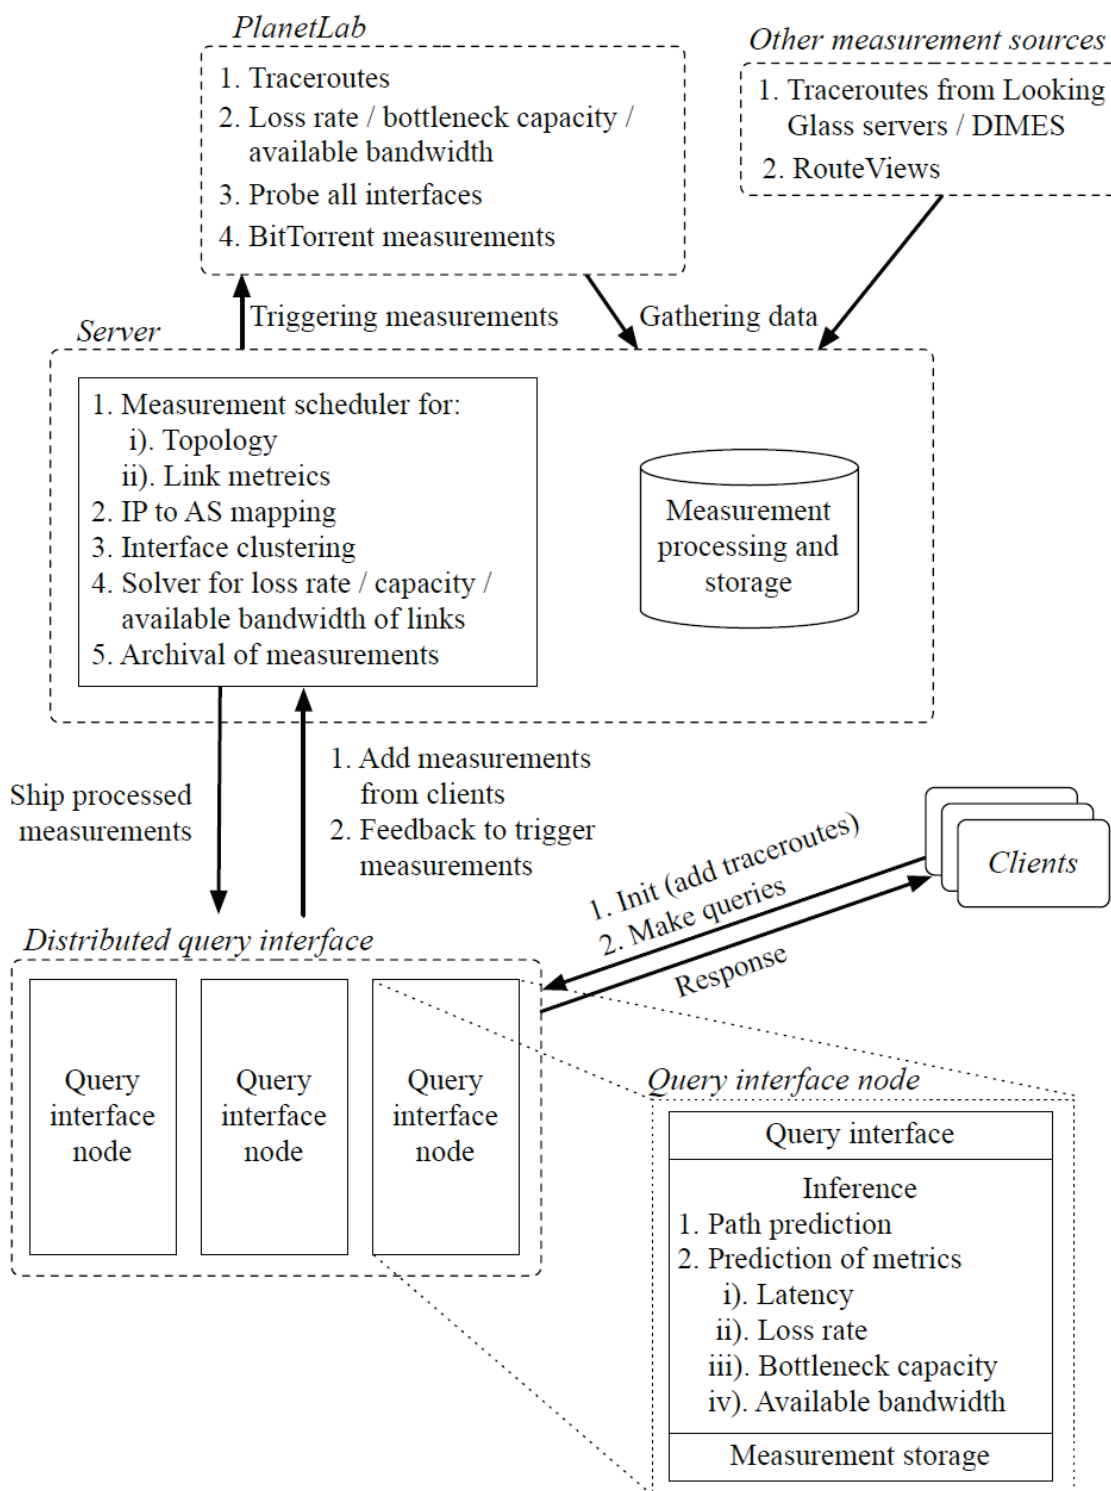 PlanetLab
1. Traceroutes
2. Loss rate / bottleneck capacity /
available bandwidth
3. Probe all interfaces
4. BitTorrent measurements
Other measurement sources
1. Traceroutes from Looking
Glass servers / DIMES
2. RouteViews
Triggering measurements
Gathering data
Server
1. Measurement scheduler for:
i). Topology
ii). Link metreics
2. IP to AS mapping
3. Interface clustering
4. Solver for loss rate / capacity /
available bandwidth of links
5. Archival of measurements
Measurement
processing and
storage
Ship processed
measurements
1. Add measurements
from clients
2. Feedback to trigger
measurements
1. Init (add traceroutes)
2. Make queries
Response
Clients
Distributed query interface
Query
interface
node
Query
interface
node
Query
interface
node
Query interface node
Query interface
Inference
1. Path prediction
2. Prediction of metrics
i). Latency
ii). Loss rate
iii). Bottleneck capacity
iv). Available bandwidth
Measurement storage